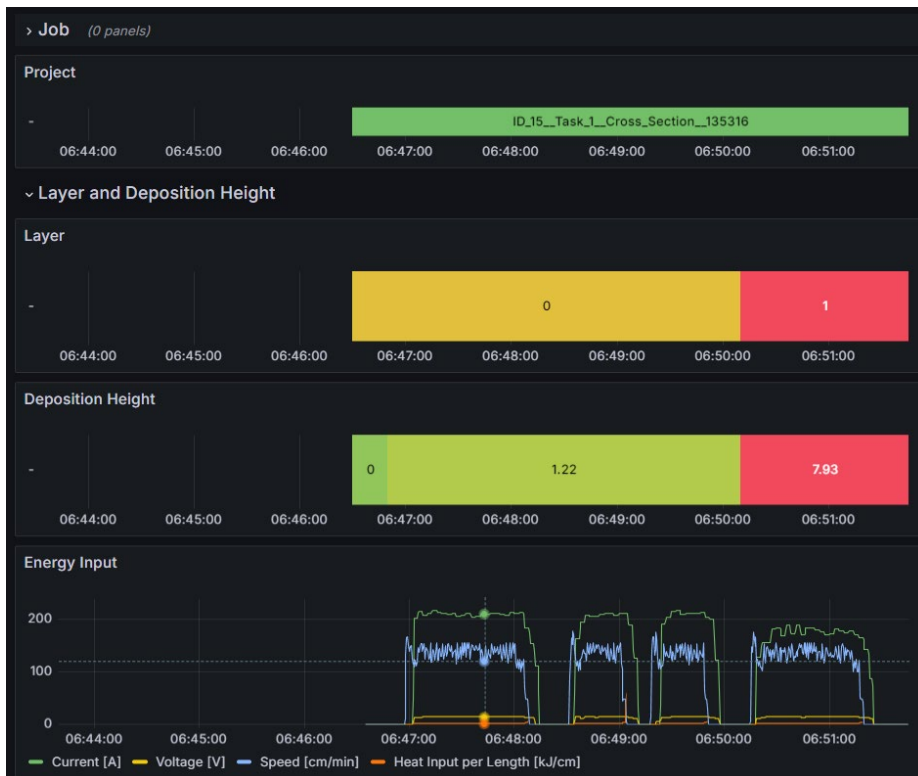 Job (0 panels)
Project
-
ID_15__Task_1__Cross_Section__135316
06:44:00 06:45:00 06:46:00 06:47:00 06:48:00 06:49:00 06:50:00 06:51:00
Layer and Deposition Height
Layer
- 0 1
06:44:00 06:45:00 06:46:00 06:47:00 06:48:00 06:49:00 06:50:00 06:51:00
Deposition Height
- 0 1.22 7.93
06:44:00 06:45:00 06:46:00 06:47:00 06:48:00 06:49:00 06:50:00 06:51:00
Energy Input
200
100
0
06:44:00 06:45:00 06:46:00 06:47:00 06:48:00 06:49:00 06:50:00 06:51:00
Current [A] Voltage [V] Speed [cm/min] Heat Input per Length [kJ/cm]